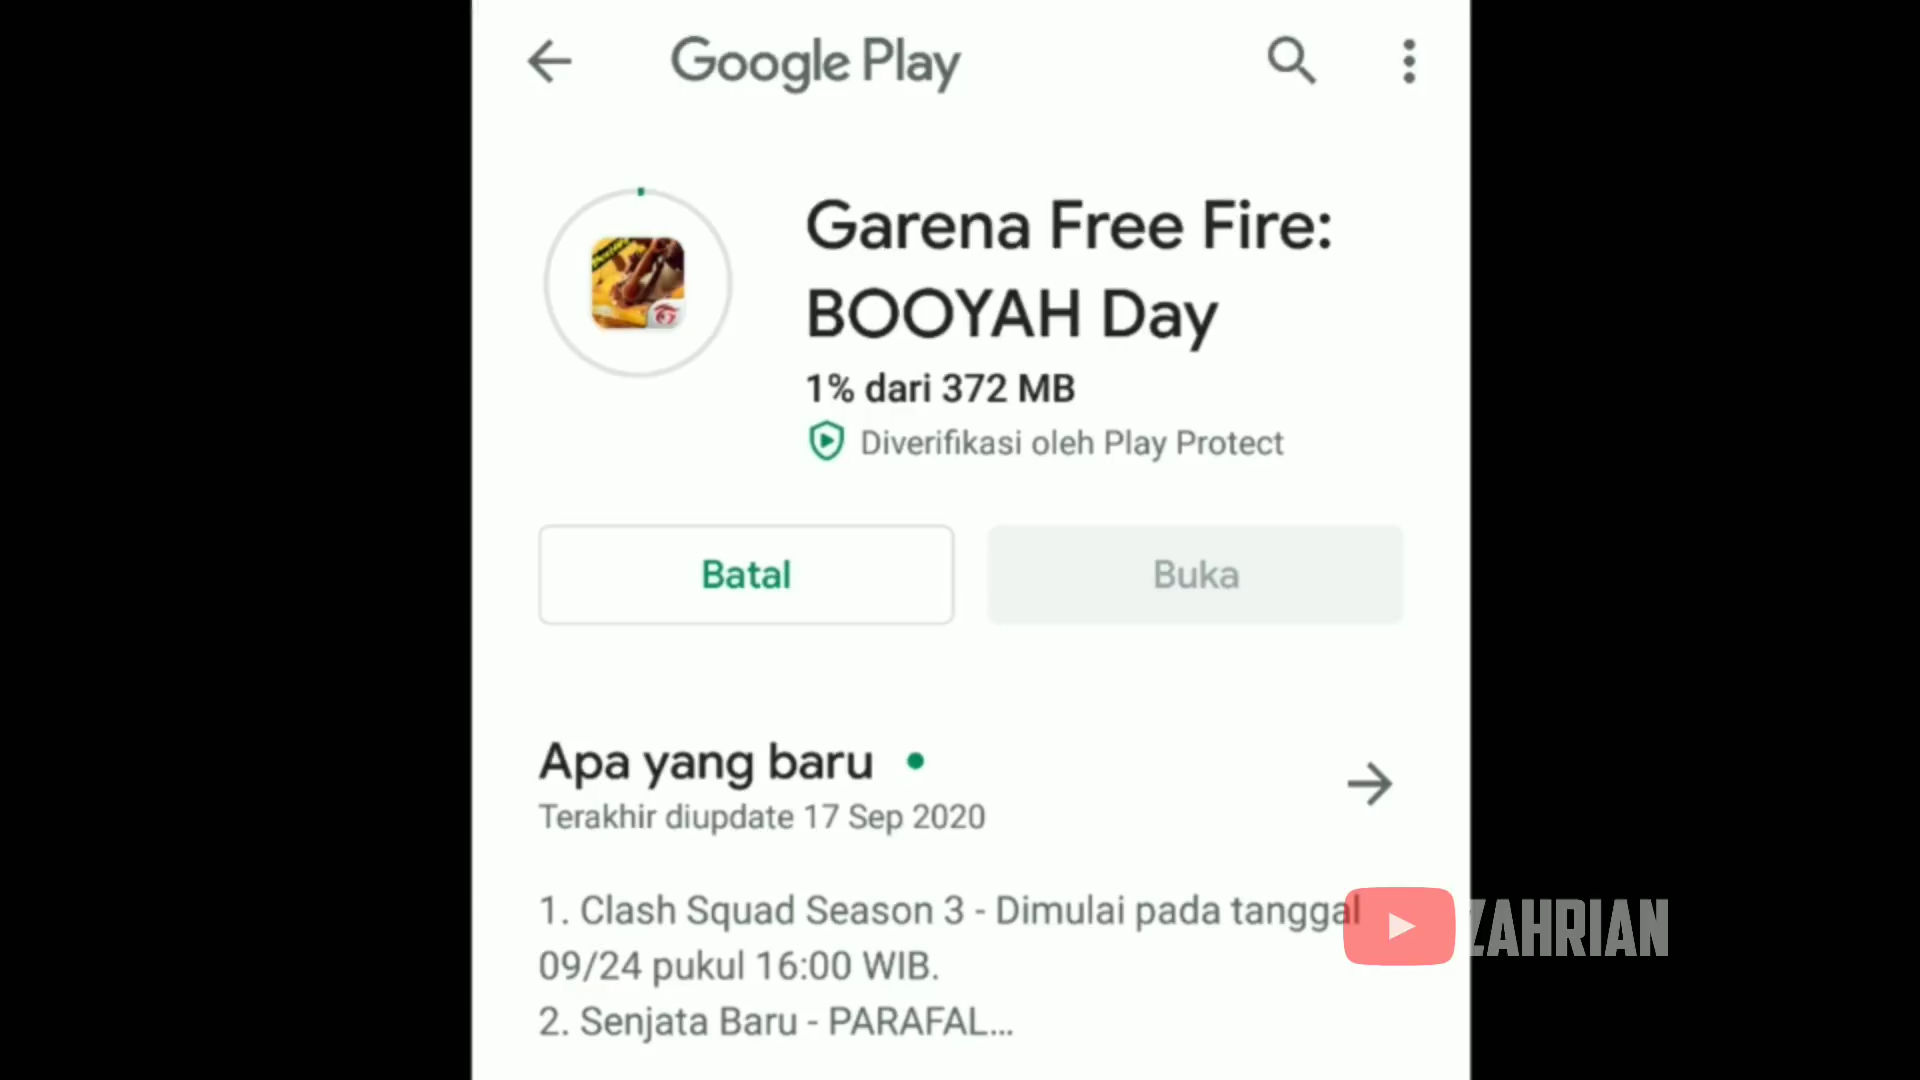 Google Play
Garena Free Fire:
BOOYAH Day
1% dari 372 MB
Diverifikasi oleh Play Protect
Batal
Buka
Apa yang baru
Terakhir diupdate 17 Sep 2020
1. Clash Squad Season 3 - Dimulai pada tanggal
09/24 pukul 16:00 WIB.
2. Senjata Baru - PARAFAL...
ZAHRIAN